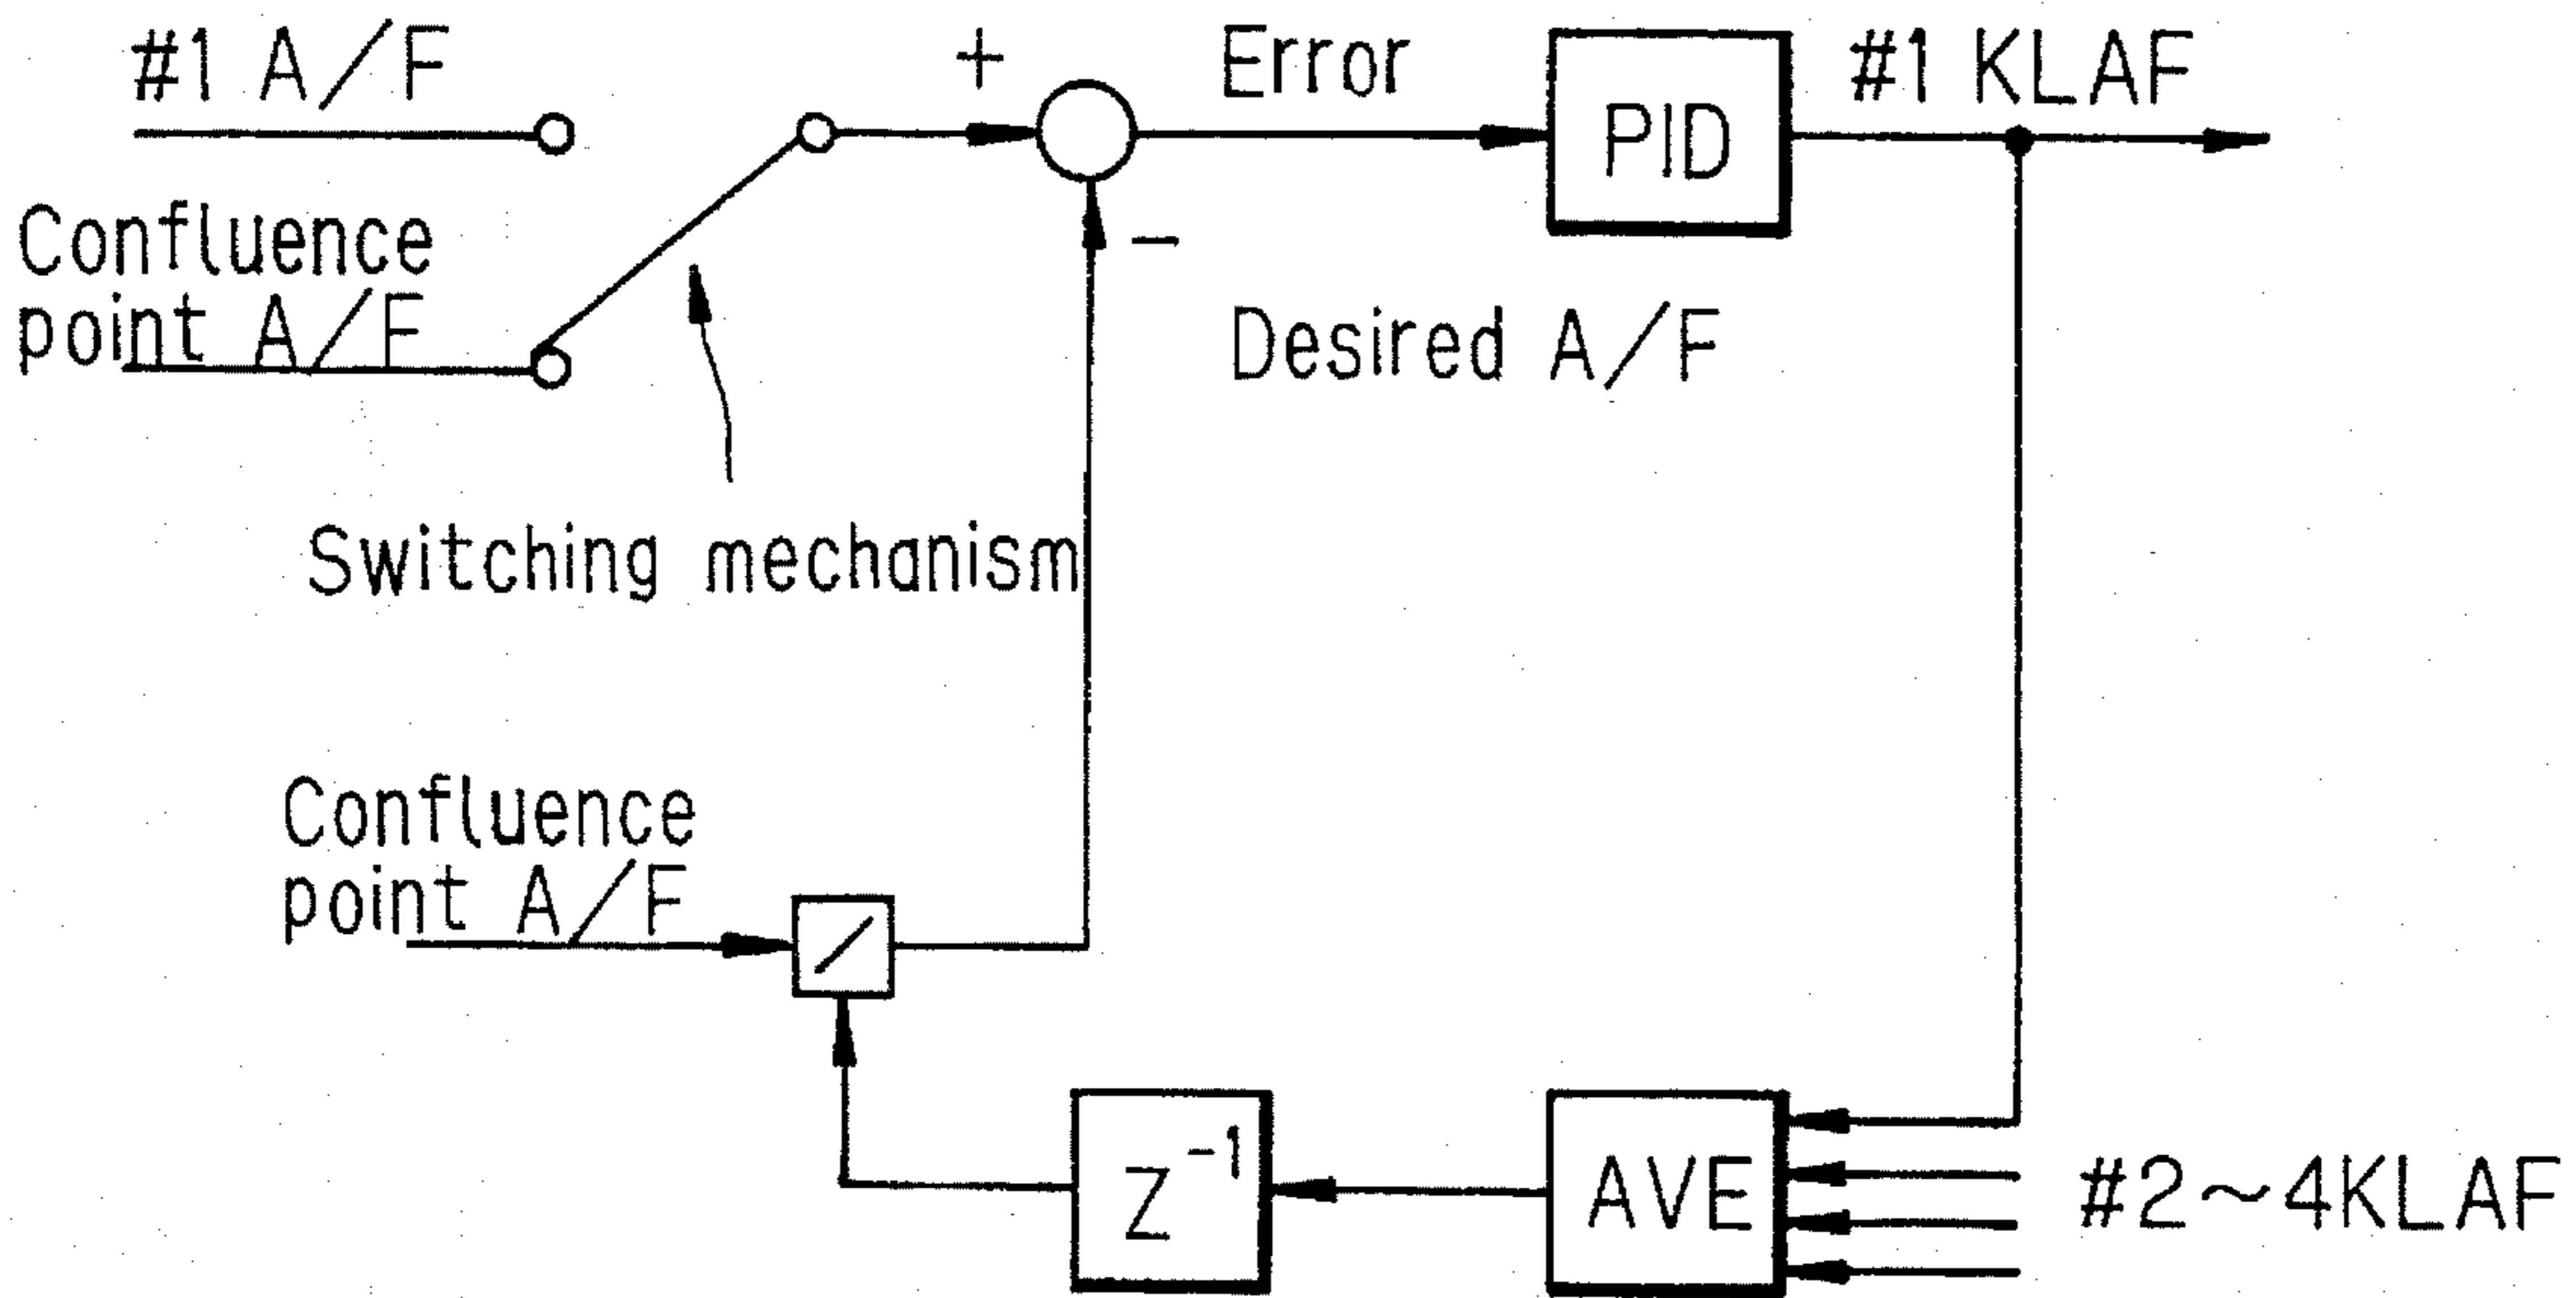 #1 A/F
+
Error
PID
#1 KLAF
Confluence
point A/F
−
Desired A/F
Switching mechanism
Confluence
point A/F
/
Z⁻¹
AVE
#2~4KLAF